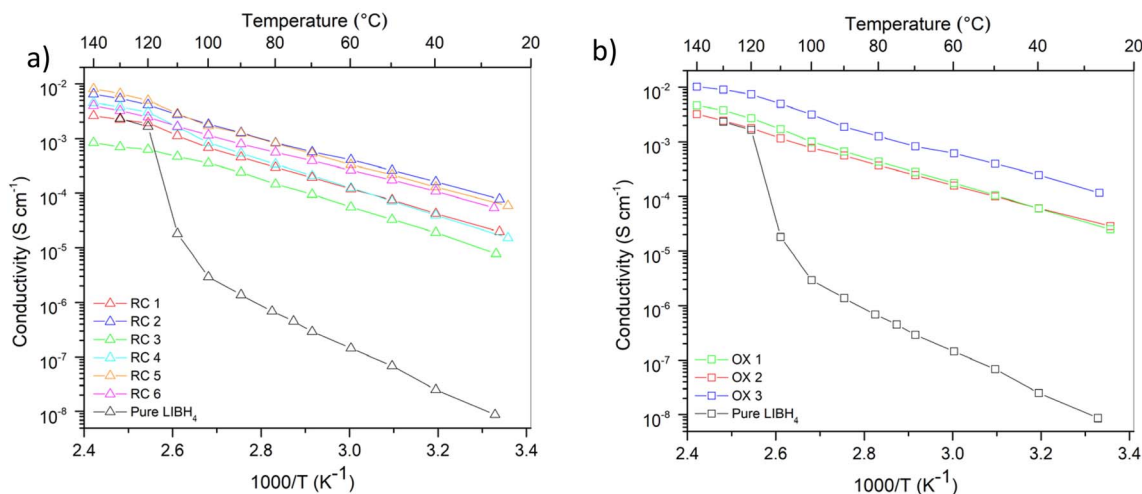 a)
Temperature (°C)
140 120 100 80 60 40 20
10⁻²
10⁻³
10⁻⁴
10⁻⁵
10⁻⁶
10⁻⁷
10⁻⁸
Conductivity (S cm⁻¹)
RC 1
RC 2
RC 3
RC 4
RC 5
RC 6
Pure LIBH₄
2.4 2.6 2.8 3.0 3.2 3.4
1000/T (K⁻¹)
b)
Temperature (°C)
140 120 100 80 60 40 20
10⁻²
10⁻³
10⁻⁴
10⁻⁵
10⁻⁶
10⁻⁷
10⁻⁸
Conductivity (S cm⁻¹)
OX 1
OX 2
OX 3
Pure LIBH₄
2.4 2.6 2.8 3.0 3.2 3.4
1000/T (K⁻¹)